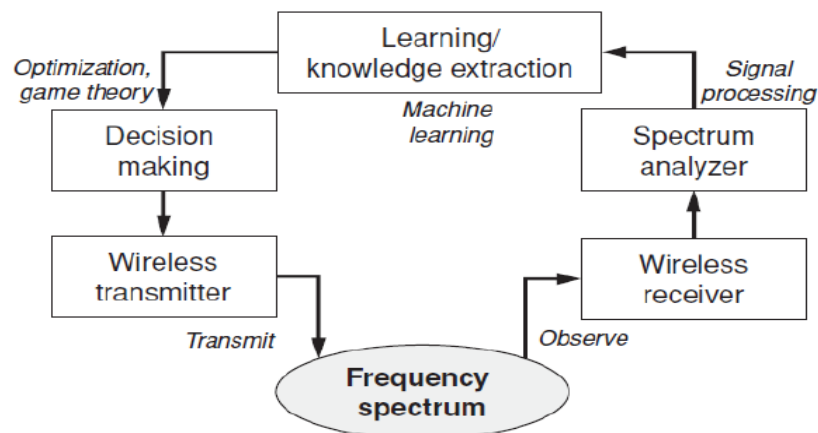 Learning/
knowledge extraction
Optimization,
game theory
Machine
learning
Signal
processing
Decision
making
Spectrum
analyzer
Wireless
transmitter
Wireless
receiver
Transmit
Observe
Frequency
spectrum